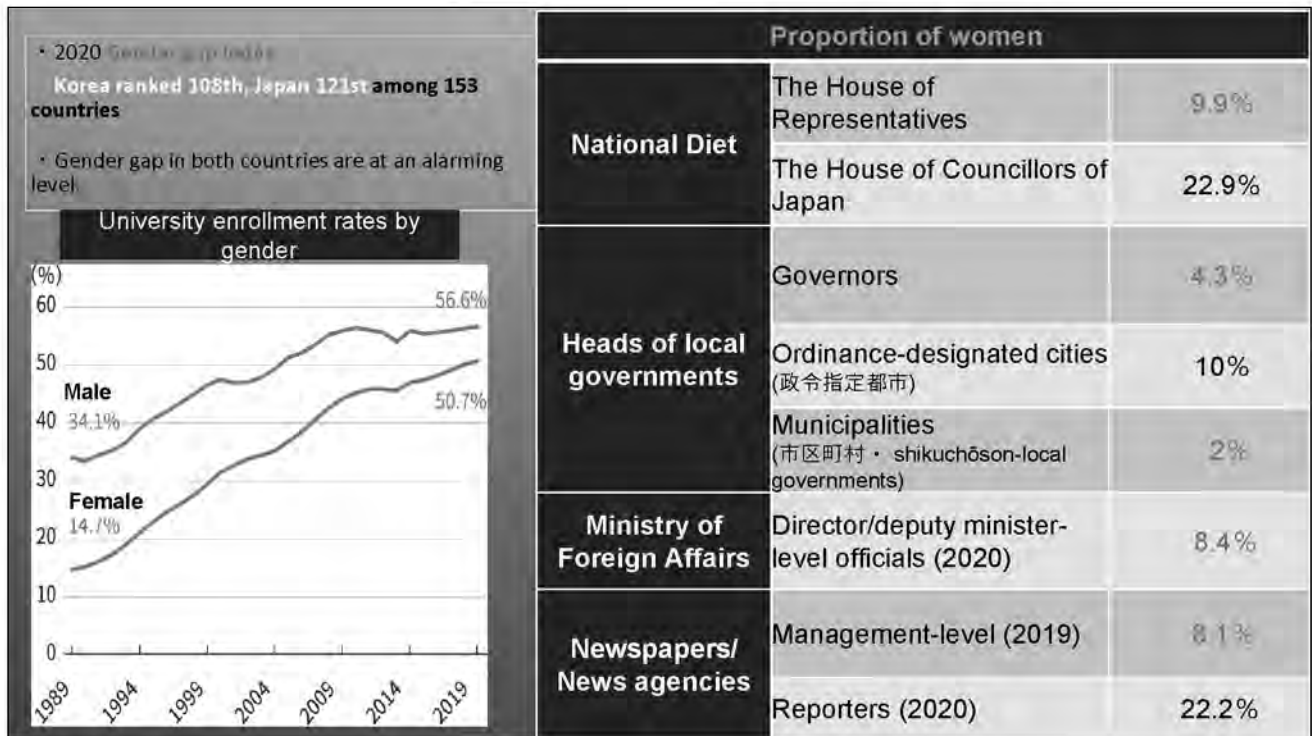 ・2020 Gender gap Index
Korea ranked 108th, Japan 121st among 153
countries
・Gender gap in both countries are at an alarming
level
University enrollment rates by
gender
(%)
60
50
40
30
20
10
0
56.6%
Male
34.1%
50.7%
Female
14.7%
1989
1994
1999
2004
2009
2014
2019
Proportion of women
National Diet
The House of
Representatives
9.9%
The House of Councillors of
Japan
22.9%
Heads of local
governments
Governors
4.3%
Ordinance-designated cities
(政令指定都市)
10%
Municipalities
(市区町村・ shikuchōson-local
governments)
2%
Ministry of
Foreign Affairs
Director/deputy minister-
level officials (2020)
8.4%
Newspapers/
News agencies
Management-level (2019)
8.1%
Reporters (2020)
22.2%